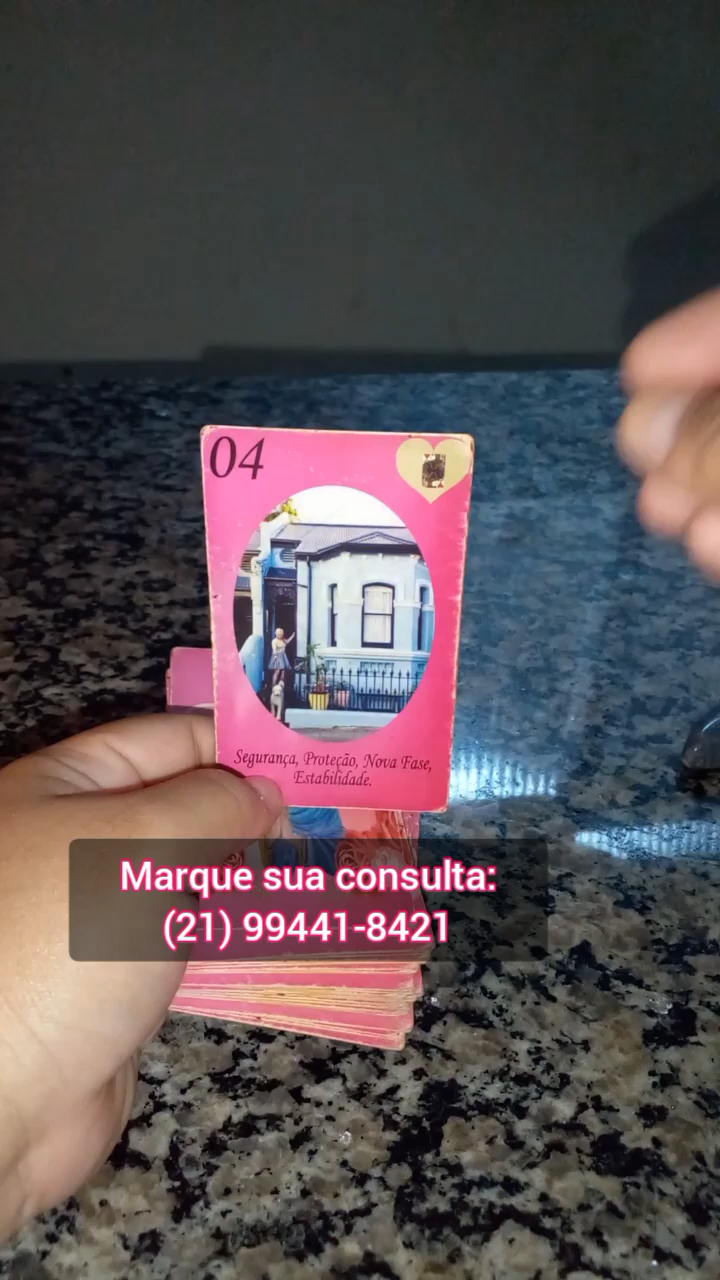 04
Segurança, Proteção, Nova Fase,
Estabilidade.
Marque sua consulta:
(21) 99441-8421